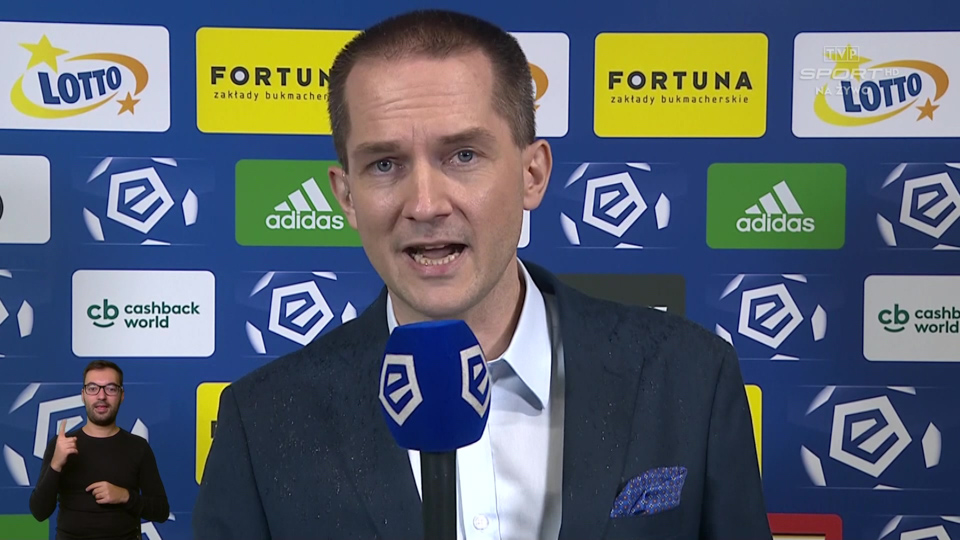 LOTTO
FORTUNA
zakłady bukmacherskie
FORTUNA
zakłady bukmacherskie
TVP
SPORT HD
NA ŻYWO
LOTTO
adidas
adidas
cb cashback
world
cb cashb
world